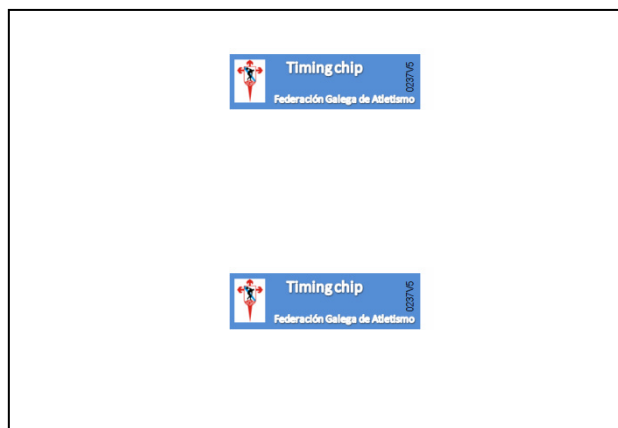 Timing chip
0237V5
Federación Galega de Atletismo
Timing chip
0237V5
Federación Galega de Atletismo